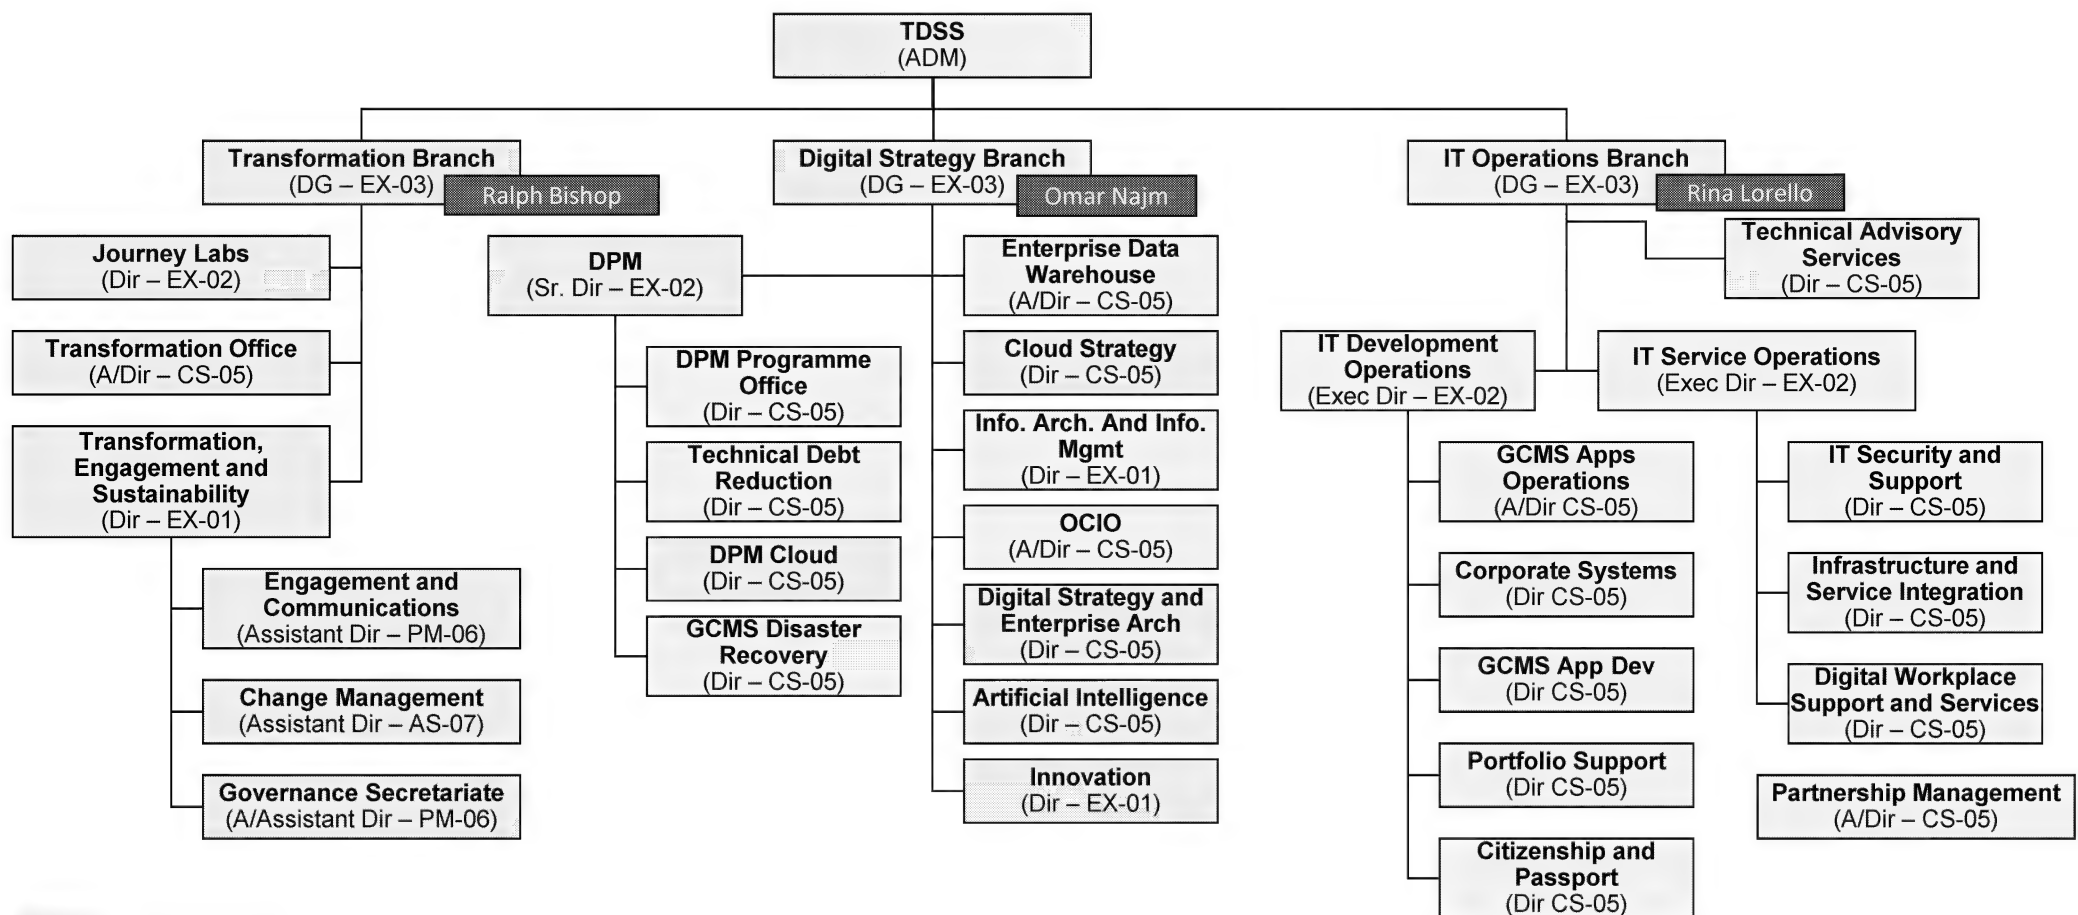 TDSS
(ADM)
Transformation Branch
(DG – EX-03)
Ralph Bishop
Journey Labs
(Dir – EX-02)
Transformation Office
(A/Dir – CS-05)
Transformation,
Engagement and
Sustainability
(Dir – EX-01)
Engagement and
Communications
(Assistant Dir – PM-06)
Change Management
(Assistant Dir – AS-07)
Governance Secretariate
(A/Assistant Dir – PM-06)
Digital Strategy Branch
(DG – EX-03)
Omar Najm
DPM
(Sr. Dir – EX-02)
DPM Programme
Office
(Dir – CS-05)
Technical Debt
Reduction
(Dir – CS-05)
DPM Cloud
(Dir – CS-05)
GCMS Disaster
Recovery
(Dir – CS-05)
Enterprise Data
Warehouse
(A/Dir – CS-05)
Cloud Strategy
(Dir – CS-05)
Info. Arch. And Info.
Mgmt
(Dir – EX-01)
OCIO
(A/Dir – CS-05)
Digital Strategy and
Enterprise Arch
(Dir – CS-05)
Artificial Intelligence
(Dir – CS-05)
Innovation
(Dir – EX-01)
IT Operations Branch
(DG – EX-03)
Rina Lorello
Technical Advisory
Services
(Dir – CS-05)
IT Development
Operations
(Exec Dir – EX-02)
GCMS Apps
Operations
(A/Dir CS-05)
Corporate Systems
(Dir CS-05)
GCMS App Dev
(Dir CS-05)
Portfolio Support
(Dir CS-05)
Citizenship and
Passport
(Dir CS-05)
IT Service Operations
(Exec Dir – EX-02)
IT Security and
Support
(Dir – CS-05)
Infrastructure and
Service Integration
(Dir – CS-05)
Digital Workplace
Support and Services
(Dir – CS-05)
Partnership Management
(A/Dir – CS-05)